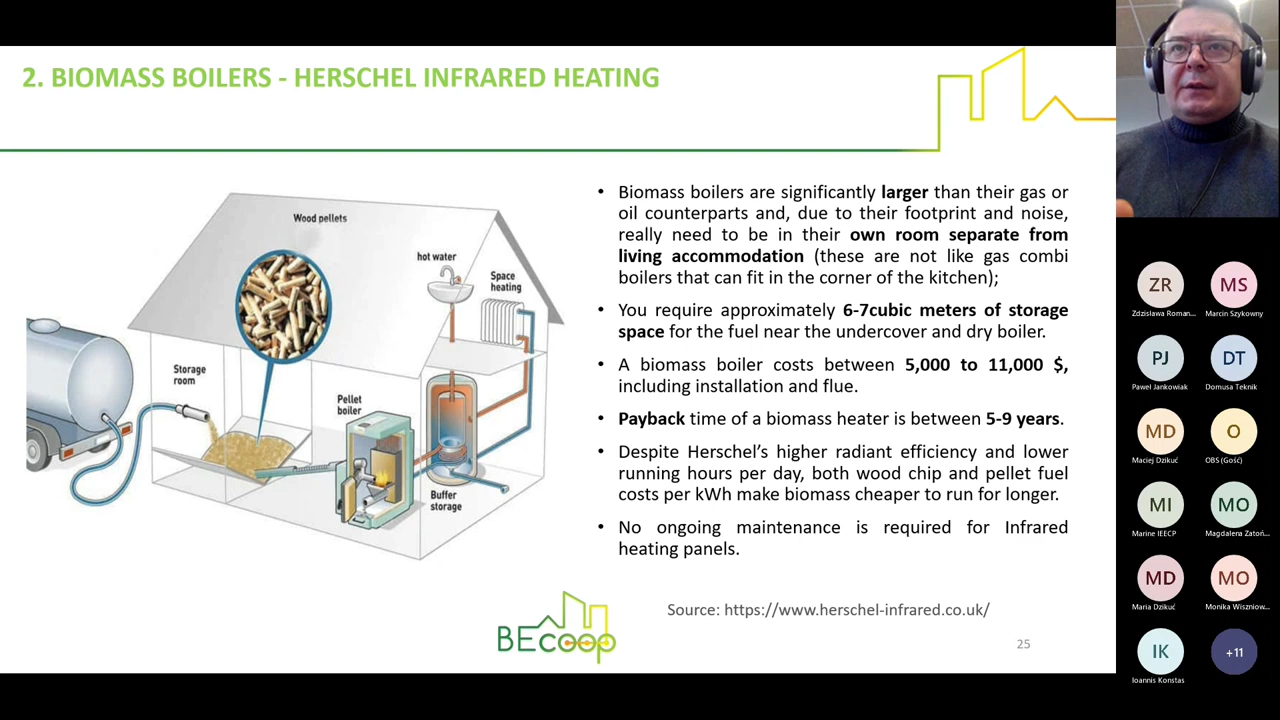 2. BIOMASS BOILERS - HERSCHEL INFRARED HEATING
Wood pellets
hot water
Space
heating
Storage
room
Pellet
boiler
Buffer
storage
• Biomass boilers are significantly larger than their gas or
oil counterparts and, due to their footprint and noise,
really need to be in their own room separate from
living accommodation (these are not like gas combi
boilers that can fit in the corner of the kitchen);
• You require approximately 6-7cubic meters of storage
space for the fuel near the undercover and dry boiler.
• A biomass boiler costs between 5,000 to 11,000 $,
including installation and flue.
• Payback time of a biomass heater is between 5-9 years.
• Despite Herschel’s higher radiant efficiency and lower
running hours per day, both wood chip and pellet fuel
costs per kWh make biomass cheaper to run for longer.
• No ongoing maintenance is required for Infrared
heating panels.
Source: https://www.herschel-infrared.co.uk/
BECoop
25
ZR
Zdzisława Roman...
MS
Marcin Szykowny
PJ
Paweł Jankowiak
DT
Domusa Teknik
MD
Maciej Dzikuć
O
OBS (Gość)
MI
Marine IEECP
MO
Magdalena Zatoń...
MD
Maria Dzikuć
MO
Monika Wiszniow...
IK
Ioannis Konstas
+11